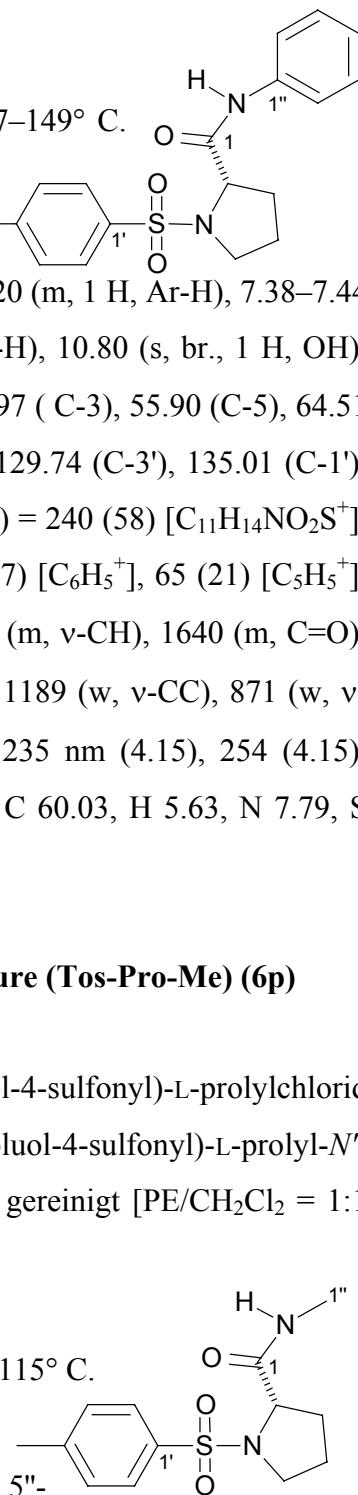 H
N
1''
7–149° C.
O
1
O
S
N
1'
O
20 (m, 1 H, Ar-H), 7.38–7.44
-H), 10.80 (s, br., 1 H, OH)
97 ( C-3), 55.90 (C-5), 64.51
129.74 (C-3'), 135.01 (C-1')
) = 240 (58) [C₁₁H₁₄NO₂S⁺]
7) [C₆H₅⁺], 65 (21) [C₅H₅⁺]
(m, ν-CH), 1640 (m, C=O)
1189 (w, ν-CC), 871 (w, ν
235 nm (4.15), 254 (4.15)
C 60.03, H 5.63, N 7.79, S
ure (Tos-Pro-Me) (6p)
ol-4-sulfonyl)-L-prolylchlorid
oluol-4-sulfonyl)-L-prolyl-N'
gereinigt [PE/CH₂Cl₂ = 1:1
H
1''
N
O
1
115° C.
O
S
N
1'
O
5''-